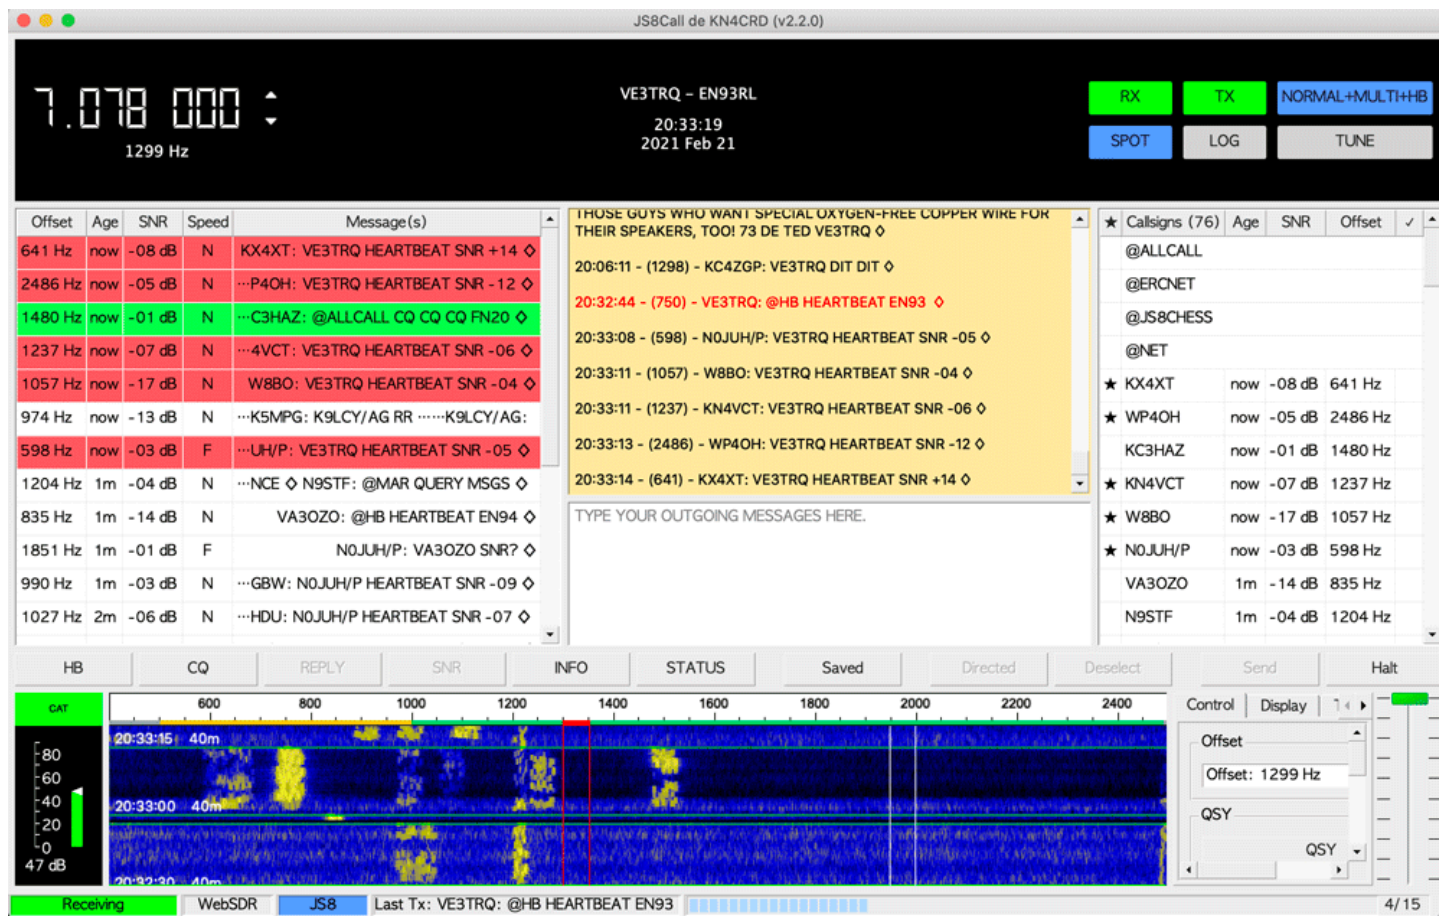 JS8Call de KN4CRD (v2.2.0)
7.078 000
1299 Hz
VE3TRQ – EN93RL
20:33:19
2021 Feb 21
RX TX NORMAL+MULTI+HB
SPOT LOG TUNE
Offset Age SNR Speed Message(s)
641 Hz now -08 dB N KX4XT: VE3TRQ HEARTBEAT SNR +14 ♢
2486 Hz now -05 dB N ···P4OH: VE3TRQ HEARTBEAT SNR -12 ♢
1480 Hz now -01 dB N ···C3HAZ: @ALLCALL CQ CQ CQ FN20 ♢
1237 Hz now -07 dB N ···4VCT: VE3TRQ HEARTBEAT SNR -06 ♢
1057 Hz now -17 dB N W8BO: VE3TRQ HEARTBEAT SNR -04 ♢
974 Hz now -13 dB N ···K5MPG: K9LCY/AG RR ······K9LCY/AG:
598 Hz now -03 dB F ···UH/P: VE3TRQ HEARTBEAT SNR -05 ♢
1204 Hz 1m -04 dB N ···NCE ♢ N9STF: @MAR QUERY MSGS ♢
835 Hz 1m -14 dB N VA3OZO: @HB HEARTBEAT EN94 ♢
1851 Hz 1m -01 dB F N0JUH/P: VA3OZO SNR? ♢
990 Hz 1m -03 dB N ···GBW: N0JUH/P HEARTBEAT SNR -09 ♢
1027 Hz 2m -06 dB N ···HDU: N0JUH/P HEARTBEAT SNR -07 ♢
THOSE GUYS WHO WANT SPECIAL OXYGEN-FREE COPPER WIRE FOR
THEIR SPEAKERS, TOO! 73 DE TED VE3TRQ ♢
20:06:11 - (1298) - KC4ZGP: VE3TRQ DIT DIT ♢
20:32:44 - (750) - VE3TRQ: @HB HEARTBEAT EN93 ♢
20:33:08 - (598) - N0JUH/P: VE3TRQ HEARTBEAT SNR -05 ♢
20:33:11 - (1057) - W8BO: VE3TRQ HEARTBEAT SNR -04 ♢
20:33:11 - (1237) - KN4VCT: VE3TRQ HEARTBEAT SNR -06 ♢
20:33:13 - (2486) - WP4OH: VE3TRQ HEARTBEAT SNR -12 ♢
20:33:14 - (641) - KX4XT: VE3TRQ HEARTBEAT SNR +14 ♢
TYPE YOUR OUTGOING MESSAGES HERE.
★ Callsigns (76) Age SNR Offset ✓
@ALLCALL
@ERCNET
@JS8CHESS
@NET
★ KX4XT now -08 dB 641 Hz
★ WP4OH now -05 dB 2486 Hz
KC3HAZ now -01 dB 1480 Hz
★ KN4VCT now -07 dB 1237 Hz
★ W8BO now -17 dB 1057 Hz
★ N0JUH/P now -03 dB 598 Hz
VA3OZO 1m -14 dB 835 Hz
N9STF 1m -04 dB 1204 Hz
HB CQ REPLY SNR INFO STATUS Saved Directed Deselect Send Halt
CAT
80
60
40
20
0
47 dB
600 800 1000 1200 1400 1600 1800 2000 2200 2400
20:33:15 40m
20:33:00 40m
20:32:30 40m
Control Display
Offset
Offset: 1299 Hz
QSY
QSY
Receiving WebSDR JS8 Last Tx: VE3TRQ: @HB HEARTBEAT EN93 4/15